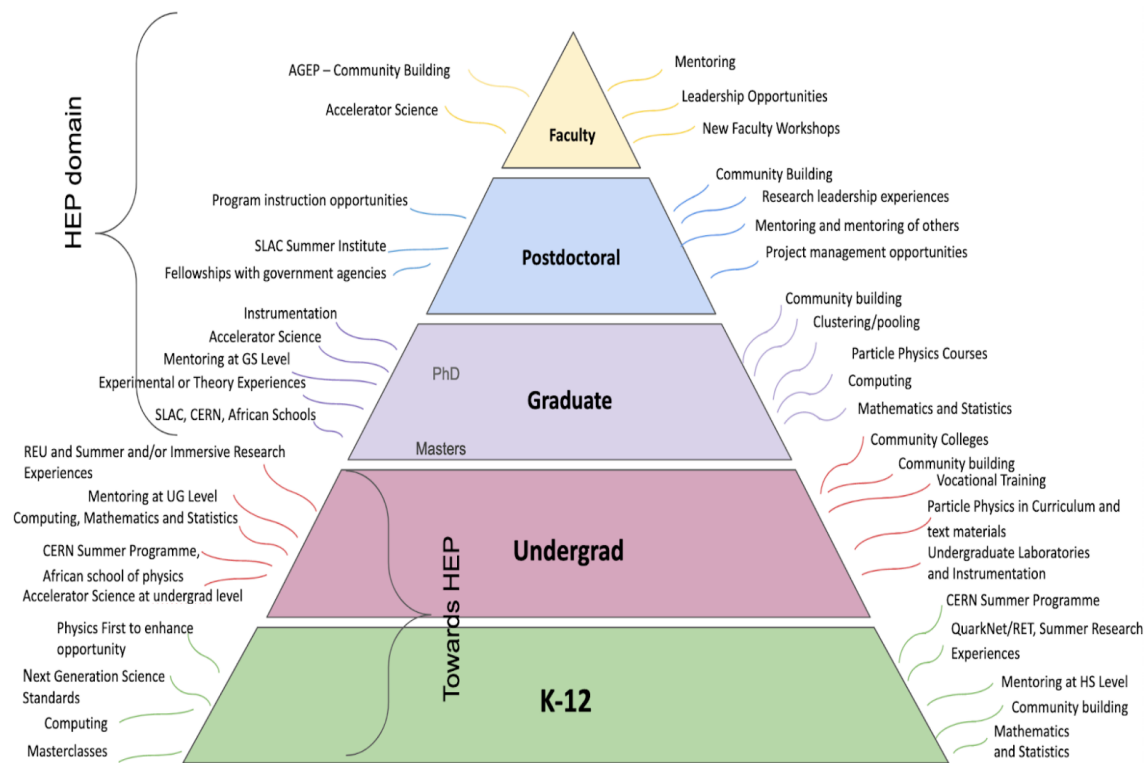 HEP domain
AGEP – Community Building
Accelerator Science
Faculty
Mentoring
Leadership Opportunities
New Faculty Workshops
Program instruction opportunities
SLAC Summer Institute
Fellowships with government agencies
Postdoctoral
Community Building
Research leadership experiences
Mentoring and mentoring of others
Project management opportunities
Instrumentation
Accelerator Science
Mentoring at GS Level
Experimental or Theory Experiences
SLAC, CERN, African Schools
PhD
Graduate
Masters
Community building
Clustering/pooling
Particle Physics Courses
Computing
Mathematics and Statistics
REU and Summer and/or Immersive Research
Experiences
Mentoring at UG Level
Computing, Mathematics and Statistics
CERN Summer Programme,
African school of physics
Accelerator Science at undergrad level
Undergrad
Community Colleges
Community building
Vocational Training
Particle Physics in Curriculum and
text materials
Undergraduate Laboratories
and Instrumentation
Towards HEP
Physics First to enhance
opportunity
Next Generation Science
Standards
Computing
Masterclasses
K-12
CERN Summer Programme
QuarkNet/RET, Summer Research
Experiences
Mentoring at HS Level
Community building
Mathematics
and Statistics